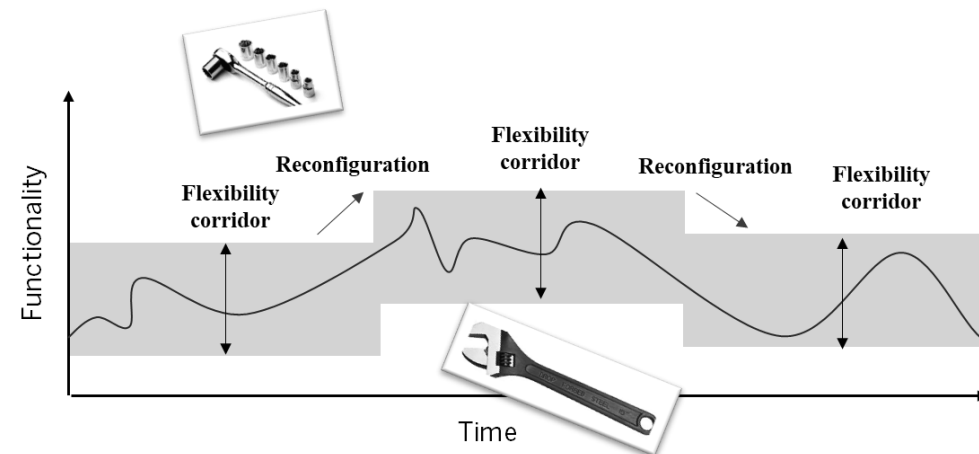 Flexibility
corridor
Reconfiguration
Reconfiguration
Flexibility
corridor
Flexibility
corridor
Functionality
Time